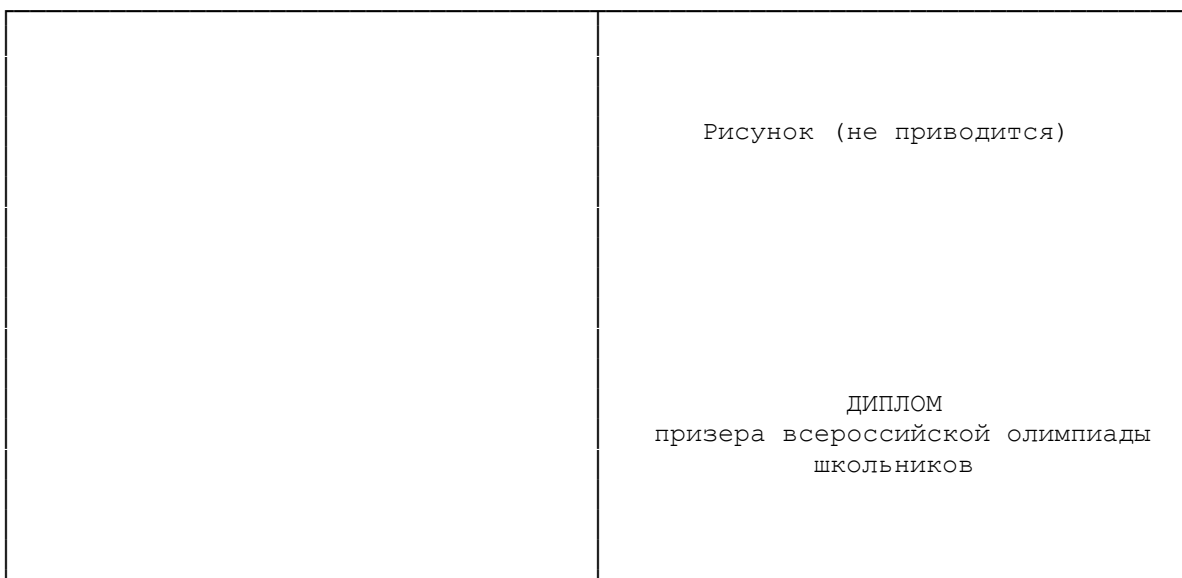 Рисунок (не приводится)
ДИПЛОМ
призера всероссийской олимпиады
школьников